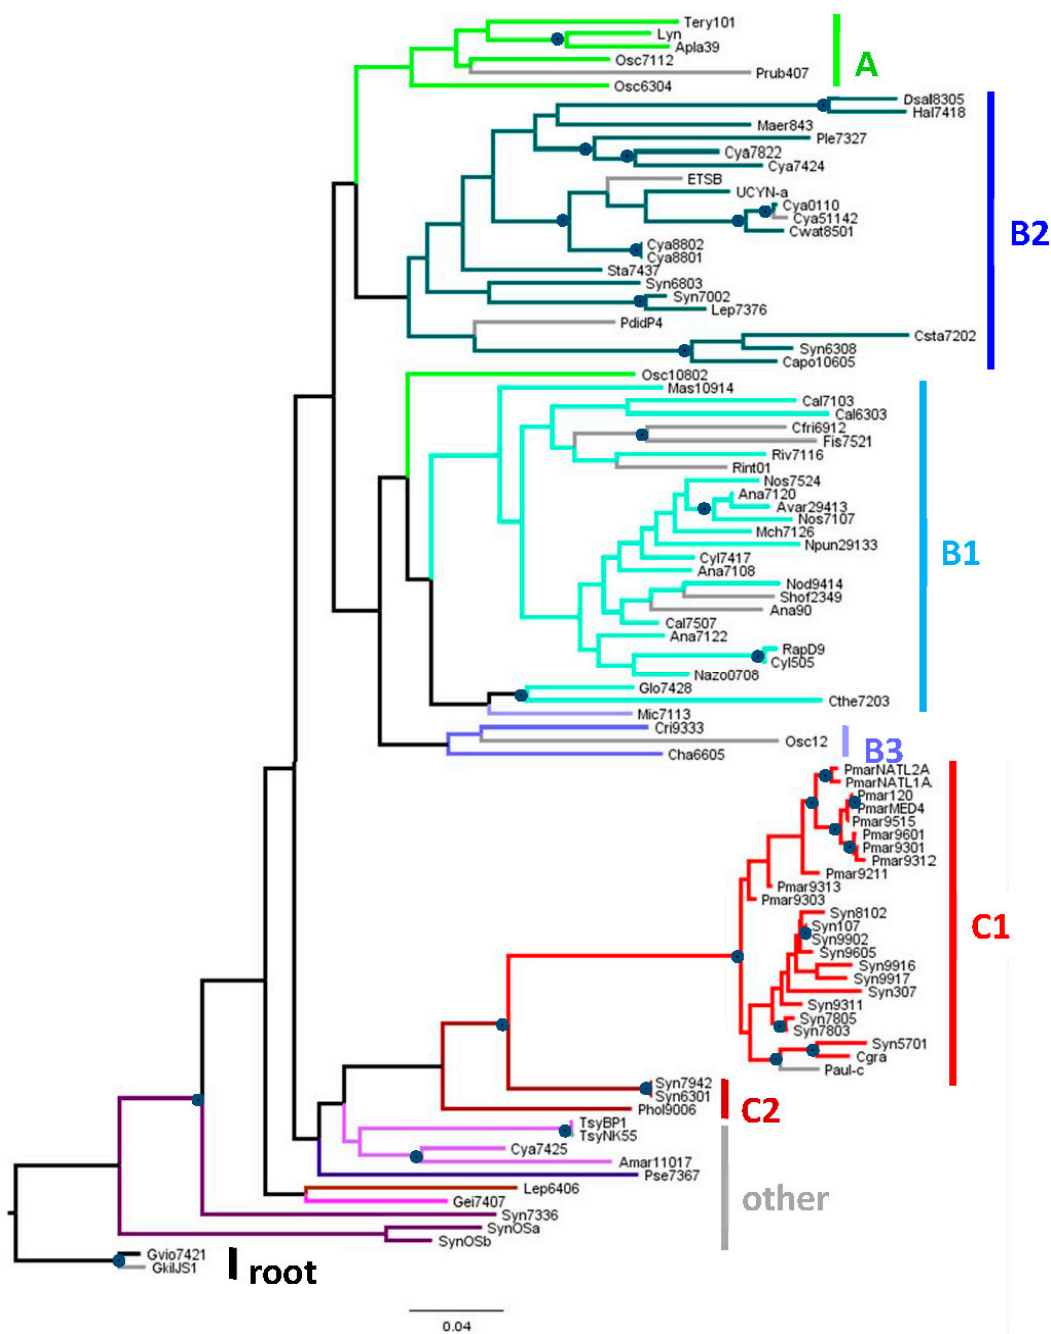 Tery101
Lyn
Apla39
Osc7112
Prub407
Osc6304
A
Dsal8305
Hal7418
Maer843
Ple7327
Cya7822
Cya7424
ETSB
UCYN-a
Cya0110
Cya51142
Cwat8501
B2
Cya8802
Cya8801
Sta7437
Syn6803
Syn7002
Lep7376
PdidP4
Csta7202
Syn6308
Capo10605
Osc10802
Mas10914
Cal7103
Cal6303
Cfri6912
Fis7521
Riv7116
Rint01
Nos7524
Ana7120
Avar29413
Nos7107
Mch7126
Npun29133
B1
Cyl7417
Ana7108
Nod9414
Shof2349
Ana90
Cal7507
Ana7122
RapD9
Cyl505
Nazo0708
Glo7428
Cthe7203
Mic7113
Cri9333
Osc12
B3
Cha6605
PmarNATL2A
PmarNATL1A
Pmar120
PmarMED4
Pmar9515
Pmar9601
Pmar9301
Pmar9312
Pmar9211
Pmar9313
Pmar9303
Syn8102
C1
Syn107
Syn9902
Syn9605
Syn9916
Syn9917
Syn307
Syn9311
Syn7805
Syn7803
Syn5701
Cgra
Paul-c
Syn7942
Syn6301
C2
Phol9006
TsyBP1
TsyNK55
Cya7425
Amar11017
Pse7367
Lep6406
other
Gei7407
Syn7336
SynOSa
SynOSb
Gvio7421
GkilJS1
root
0.04